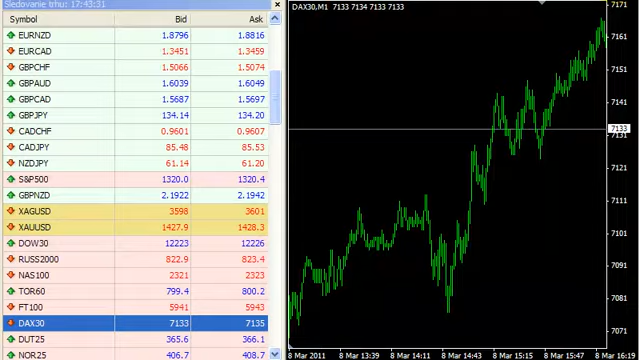 Sledovanie trhu: 17:43:31
Symbol Bid Ask
EURNZD 1.8796 1.8816
EURCAD 1.3451 1.3459
GBPCHF 1.5066 1.5074
GBPAUD 1.6039 1.6049
GBPCAD 1.5687 1.5697
GBPJPY 134.14 134.20
CADCHF 0.9601 0.9607
CADJPY 85.48 85.53
NZDJPY 61.14 61.20
S&P500 1320.0 1320.4
GBPNZD 2.1922 2.1942
XAGUSD 3598 3601
XAUUSD 1427.9 1428.3
DOW30 12223 12226
RUSS2000 822.9 823.4
NAS100 2321 2323
TOR60 799.4 800.2
FT100 5941 5943
DAX30 7133 7135
DUT25 365.6 366.1
NOR25 406.7 408.7
DAX30,M1 7133 7134 7133 7133
7171
7161
7151
7141
7133
7131
7121
7111
7101
7091
7081
7071
8 Mar 2011 8 Mar 13:39 8 Mar 14:11 8 Mar 14:43 8 Mar 15:15 8 Mar 15:47 8 Mar 16:19